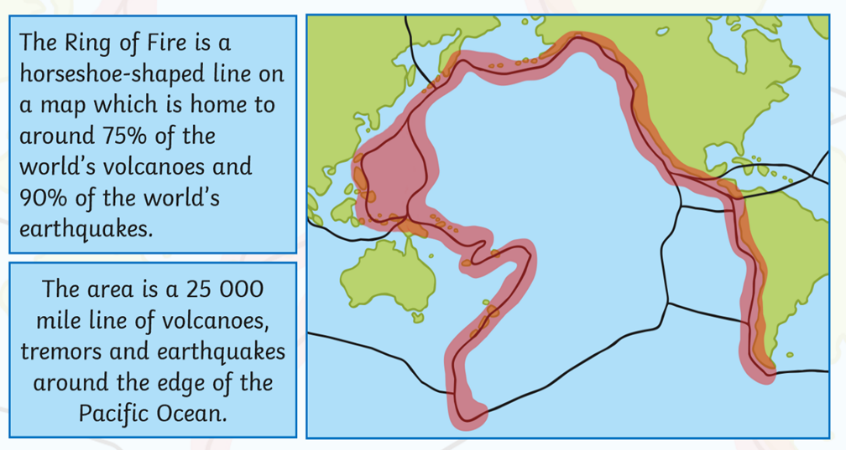 The Ring of Fire is a
horseshoe-shaped line on
a map which is home to
around 75% of the
world's volcanoes and
90% of the world's
earthquakes.
The area is a 25 000
mile line of volcanoes,
tremors and earthquakes
around the edge of the
Pacific Ocean.